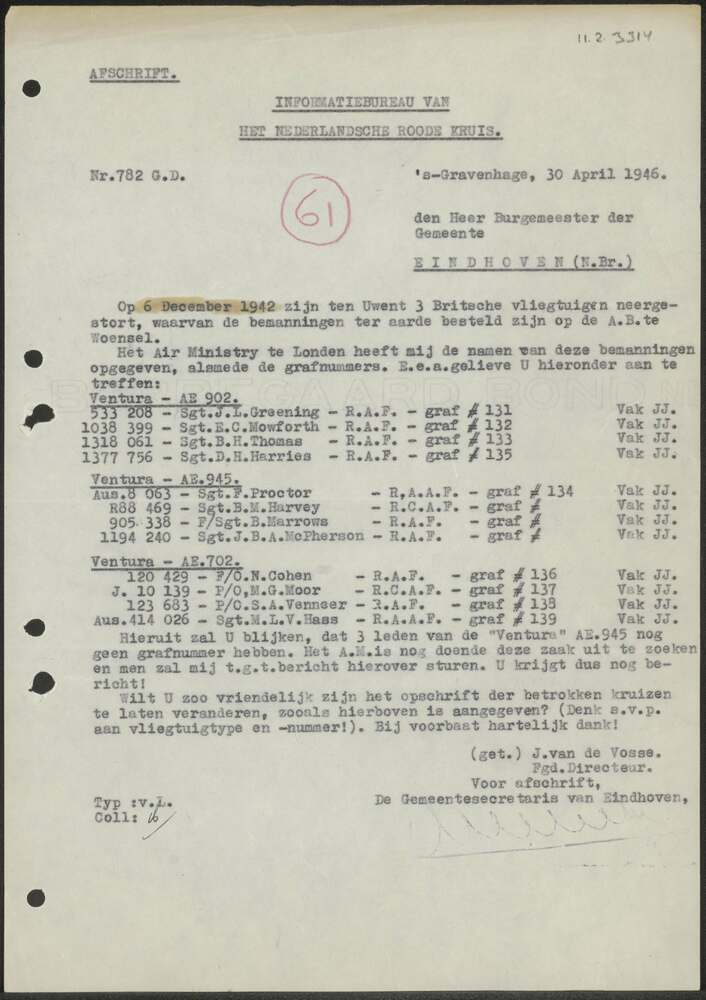 11.2.3314
AFSCHRIFT.
INFORMATIEBUREAU VAN
HET NEDERLANDSCHE ROODE KRUIS.
Nr.782 G.D.
's-Gravenhage, 30 April 1946.
61
den Heer Burgemeester der
Gemeente
EINDHOVEN (N.Br.)
Op 6 December 1942 zijn ten Uwent 3 Britsche vliegtuigen neerge-
stort, waarvan de bemanningen ter aarde besteld zijn op de A.B.te
Woensel.
Het Air Ministry te Londen heeft mij de namen van deze bemanningen
opgegeven, alsmede de grafnummers. E.e.a.gelieve U hieronder aan te
treffen:
Ventura - AE 902.
533 208 - Sgt.J.L.Greening - R.A.F. - graf # 131 Vak JJ.
1038 399 - Sgt.E.C.Mowforth - R.A.F. - graf # 132 Vak JJ.
1318 061 - Sgt.B.H.Thomas - R.A.F. - graf # 133 Vak JJ.
1377 756 - Sgt.D.H.Harries - R.A.F. - graf # 135 Vak JJ.
Ventura - AE.945.
Aus.8 063 - Sgt.F.Proctor - R,A.A.F. - graf # 134 Vak JJ.
R88 469 - Sgt.B.M.Harvey - R.C.A.F. - graf # Vak JJ.
905 338 - F/Sgt.B.Marrows - R.A.F. - graf # Vak JJ.
1194 240 - Sgt.J.B.A.McPherson - R.A.F. - graf # Vak JJ.
Ventura - AE.702.
120 429 - F/O.N.Cohen - R.A.F. - graf # 136 Vak JJ.
J. 10 139 - P/O,M.G.Moor - R.C.A.F. - graf # 137 Vak JJ.
123 683 - P/O.S.A.Venneer - R.A.F. - graf # 138 Vak JJ.
Aus.414 026 - Sgt.M.L.V.Hass - R.A.A.F. - graf # 139 Vak JJ.
Hieruit zal U blijken, dat 3 leden van de "Ventura" AE.945 nog
geen grafnummer hebben. Het A.M.is nog doende deze zaak uit te zoeken
en men zal mij t.g.t.bericht hierover sturen. U krijgt dus nog be-
richt!
Wilt U zoo vriendelijk zijn het opschrift der betrokken kruizen
te laten veranderen, zooals hierboven is aangegeven? (Denk s.v.p.
aan vliegtuigtype en -nummer!). Bij voorbaat hartelijk dank!
(get.) J.van de Vosse.
Fgd.Directeur.
Voor afschrift,
De Gemeentesecretaris van Eindhoven,
Typ :v.L.
Coll: